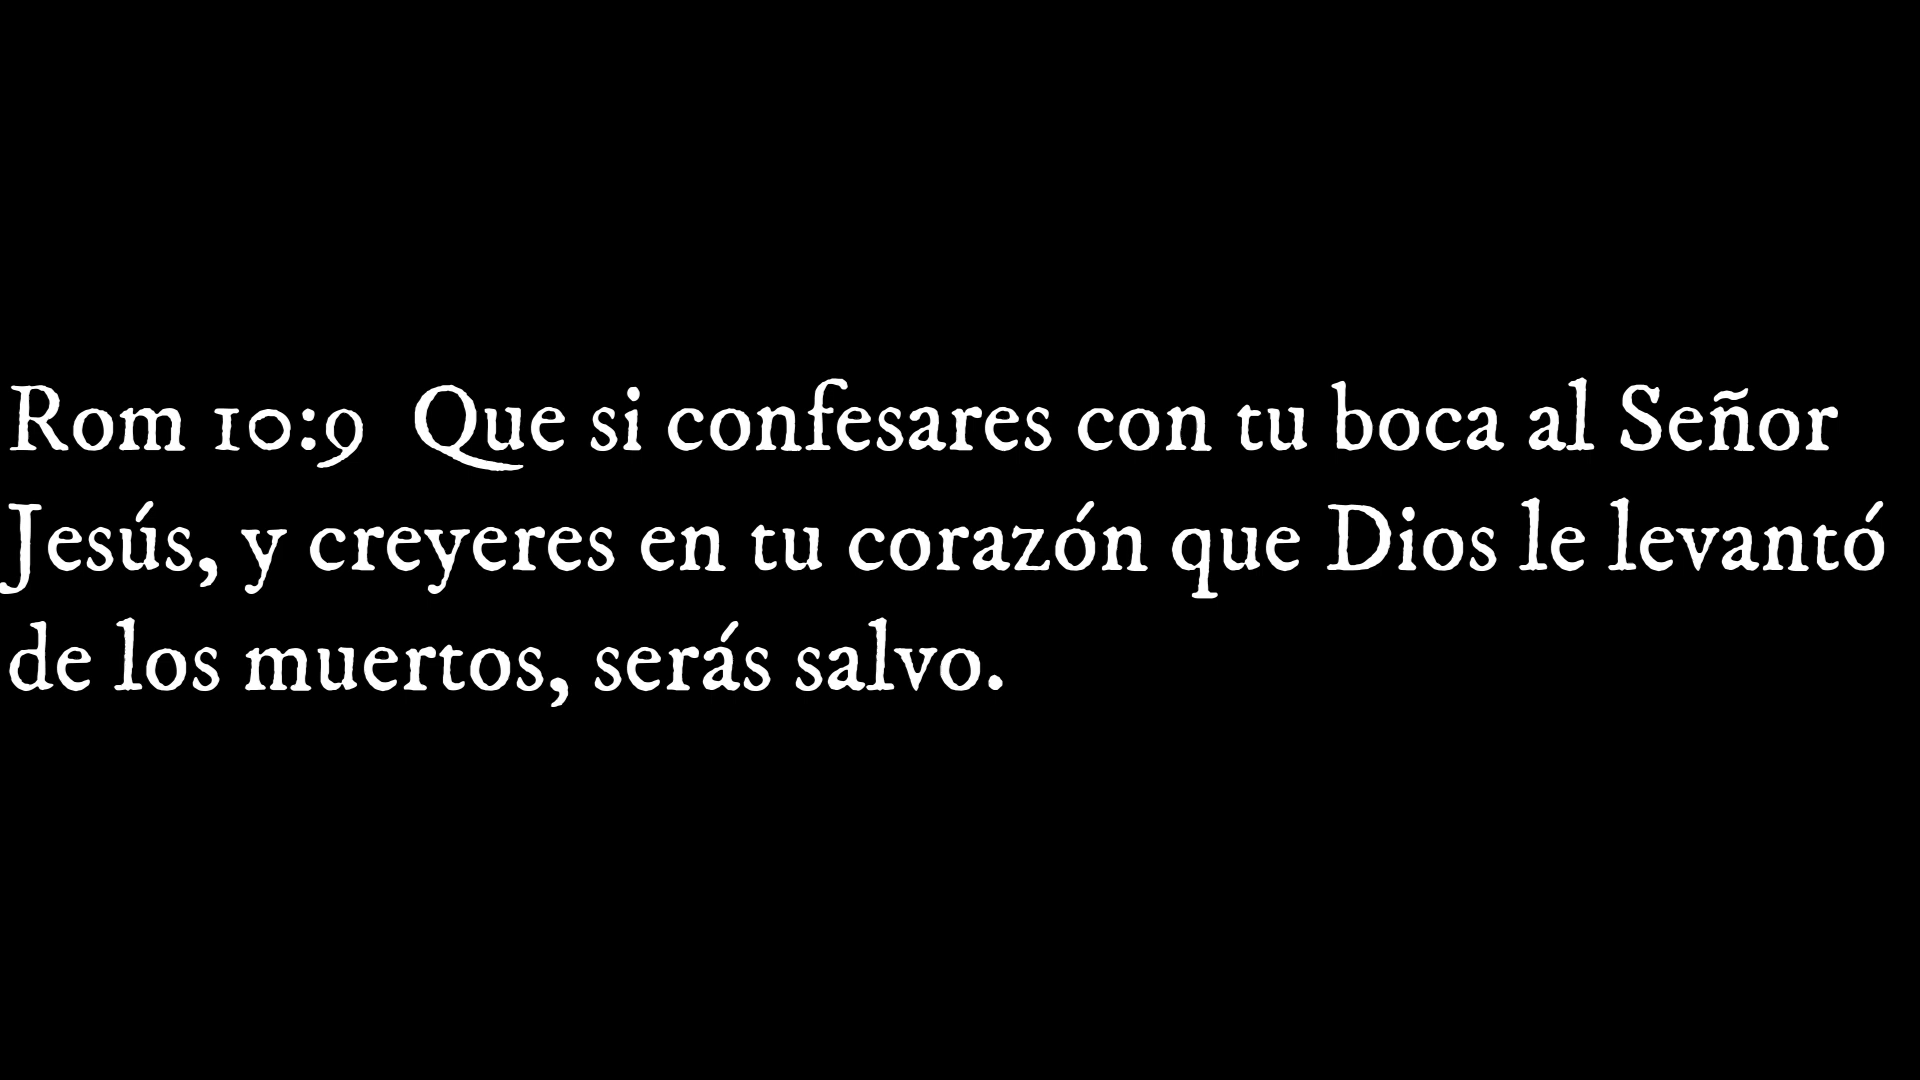 Rom 10:9  Que si confesares con tu boca al Señor
Jesús, y creyeres en tu corazón que Dios le levantó
de los muertos, serás salvo.